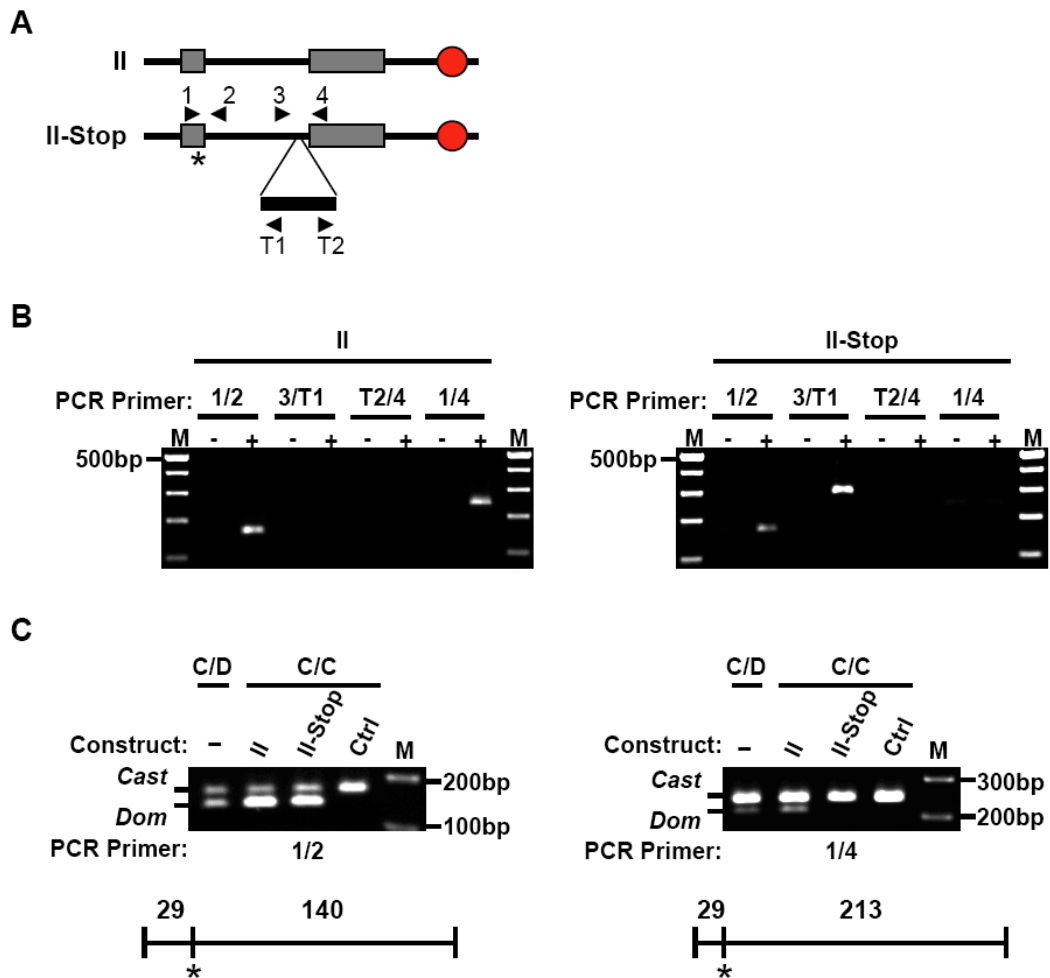 A
II
1 2 3 4
II-Stop
*
T1 T2
B
II
PCR Primer: 1/2 3/T1 T2/4 1/4
M - + - + - + - + M
500bp
II-Stop
PCR Primer: 1/2 3/T1 T2/4 1/4
M - + - + - + - + M
500bp
C
C/D C/C
Construct: – II II-Stop Ctrl M
Cast
Dom
200bp
100bp
PCR Primer: 1/2
29 140
*
C/D C/C
Construct: – II II-Stop Ctrl M
Cast
Dom
300bp
200bp
PCR Primer: 1/4
29 213
*